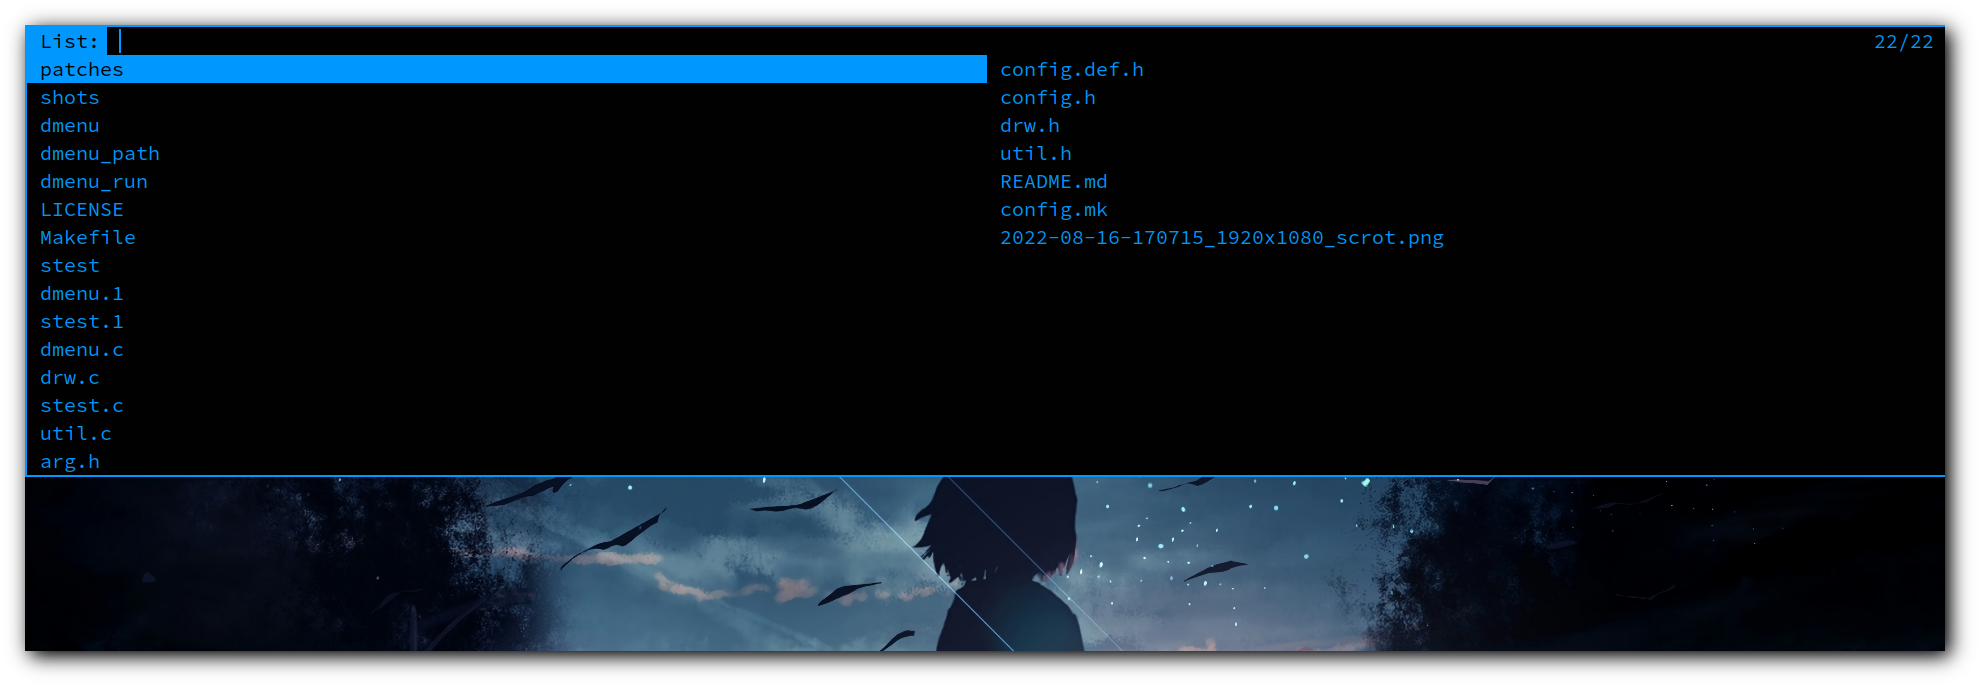 List: 22/22
patches
shots
dmenu
dmenu_path
dmenu_run
LICENSE
Makefile
stest
dmenu.1
stest.1
dmenu.c
drw.c
stest.c
util.c
arg.h
config.def.h
config.h
drw.h
util.h
README.md
config.mk
2022-08-16-170715_1920x1080_scrot.png